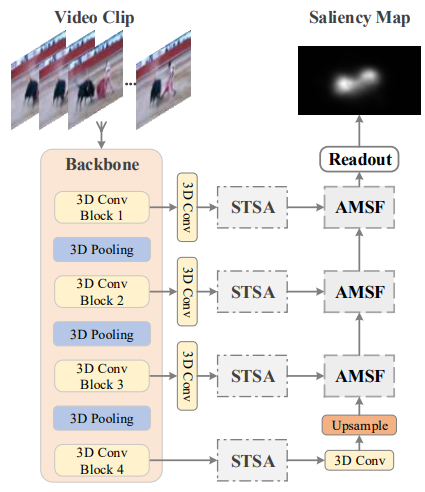 Video Clip
Saliency Map
...
Backbone
Readout
3D Conv
Block 1
3D Conv
STSA
AMSF
3D Pooling
3D Conv
Block 2
3D Conv
STSA
AMSF
3D Pooling
3D Conv
Block 3
3D Conv
STSA
AMSF
3D Pooling
Upsample
3D Conv
Block 4
STSA
3D Conv